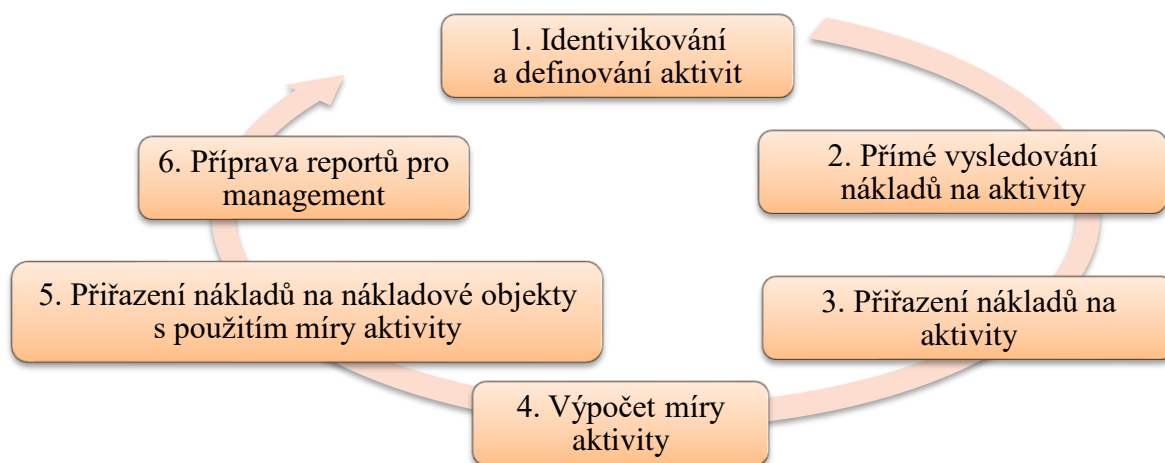 1. Identivikování
a definování aktivit
2. Přímé vysledování
nákladů na aktivity
3. Přiřazení nákladů na
aktivity
4. Výpočet míry
aktivity
5. Přiřazení nákladů na nákladové objekty
s použitím míry aktivity
6. Příprava reportů pro
management